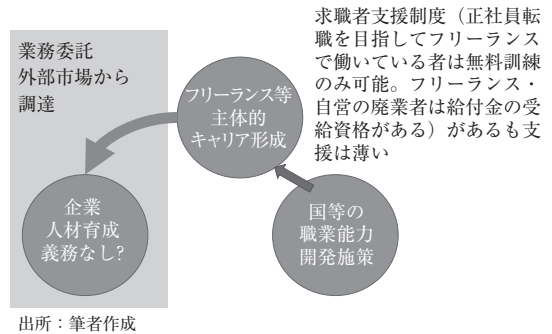 求職者支援制度（正社員転
職を目指してフリーランス
で働いている者は無料訓練
のみ可能。フリーランス・
自営の廃業者は給付金の受
給資格がある）があるも支
援は薄い
業務委託
外部市場から
調達
フリーランス等
主体的
キャリア形成
企業
人材育成
義務なし?
国等の
職業能力
開発施策
出所：筆者作成